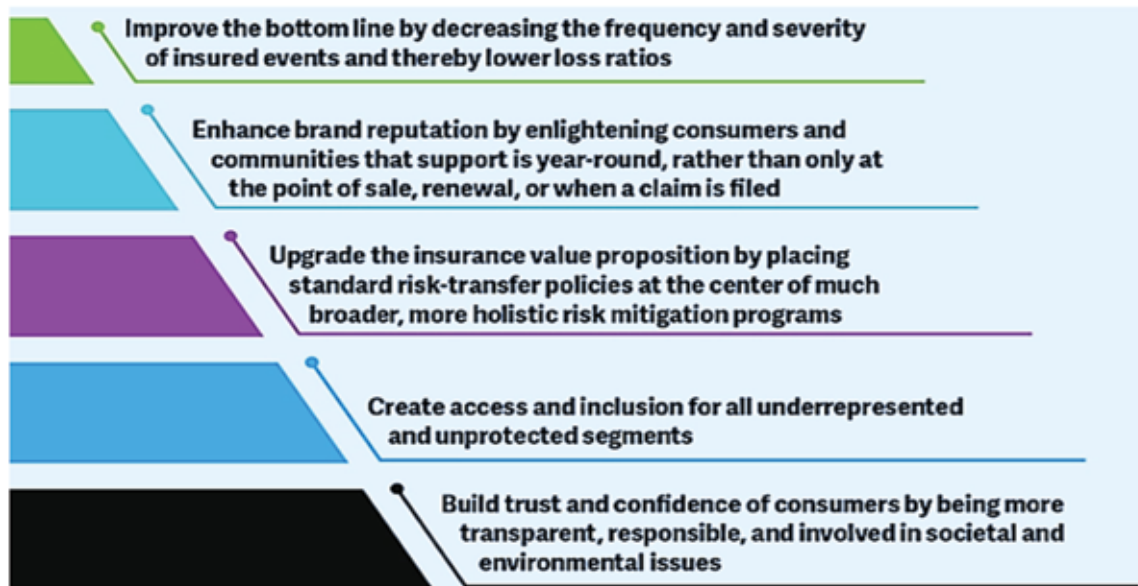 Improve the bottom line by decreasing the frequency and severity
of insured events and thereby lower loss ratios
Enhance brand reputation by enlightening consumers and
communities that support is year-round, rather than only at
the point of sale, renewal, or when a claim is filed
Upgrade the insurance value proposition by placing
standard risk-transfer policies at the center of much
broader, more holistic risk mitigation programs
Create access and inclusion for all underrepresented
and unprotected segments
Build trust and confidence of consumers by being more
transparent, responsible, and involved in societal and
environmental issues